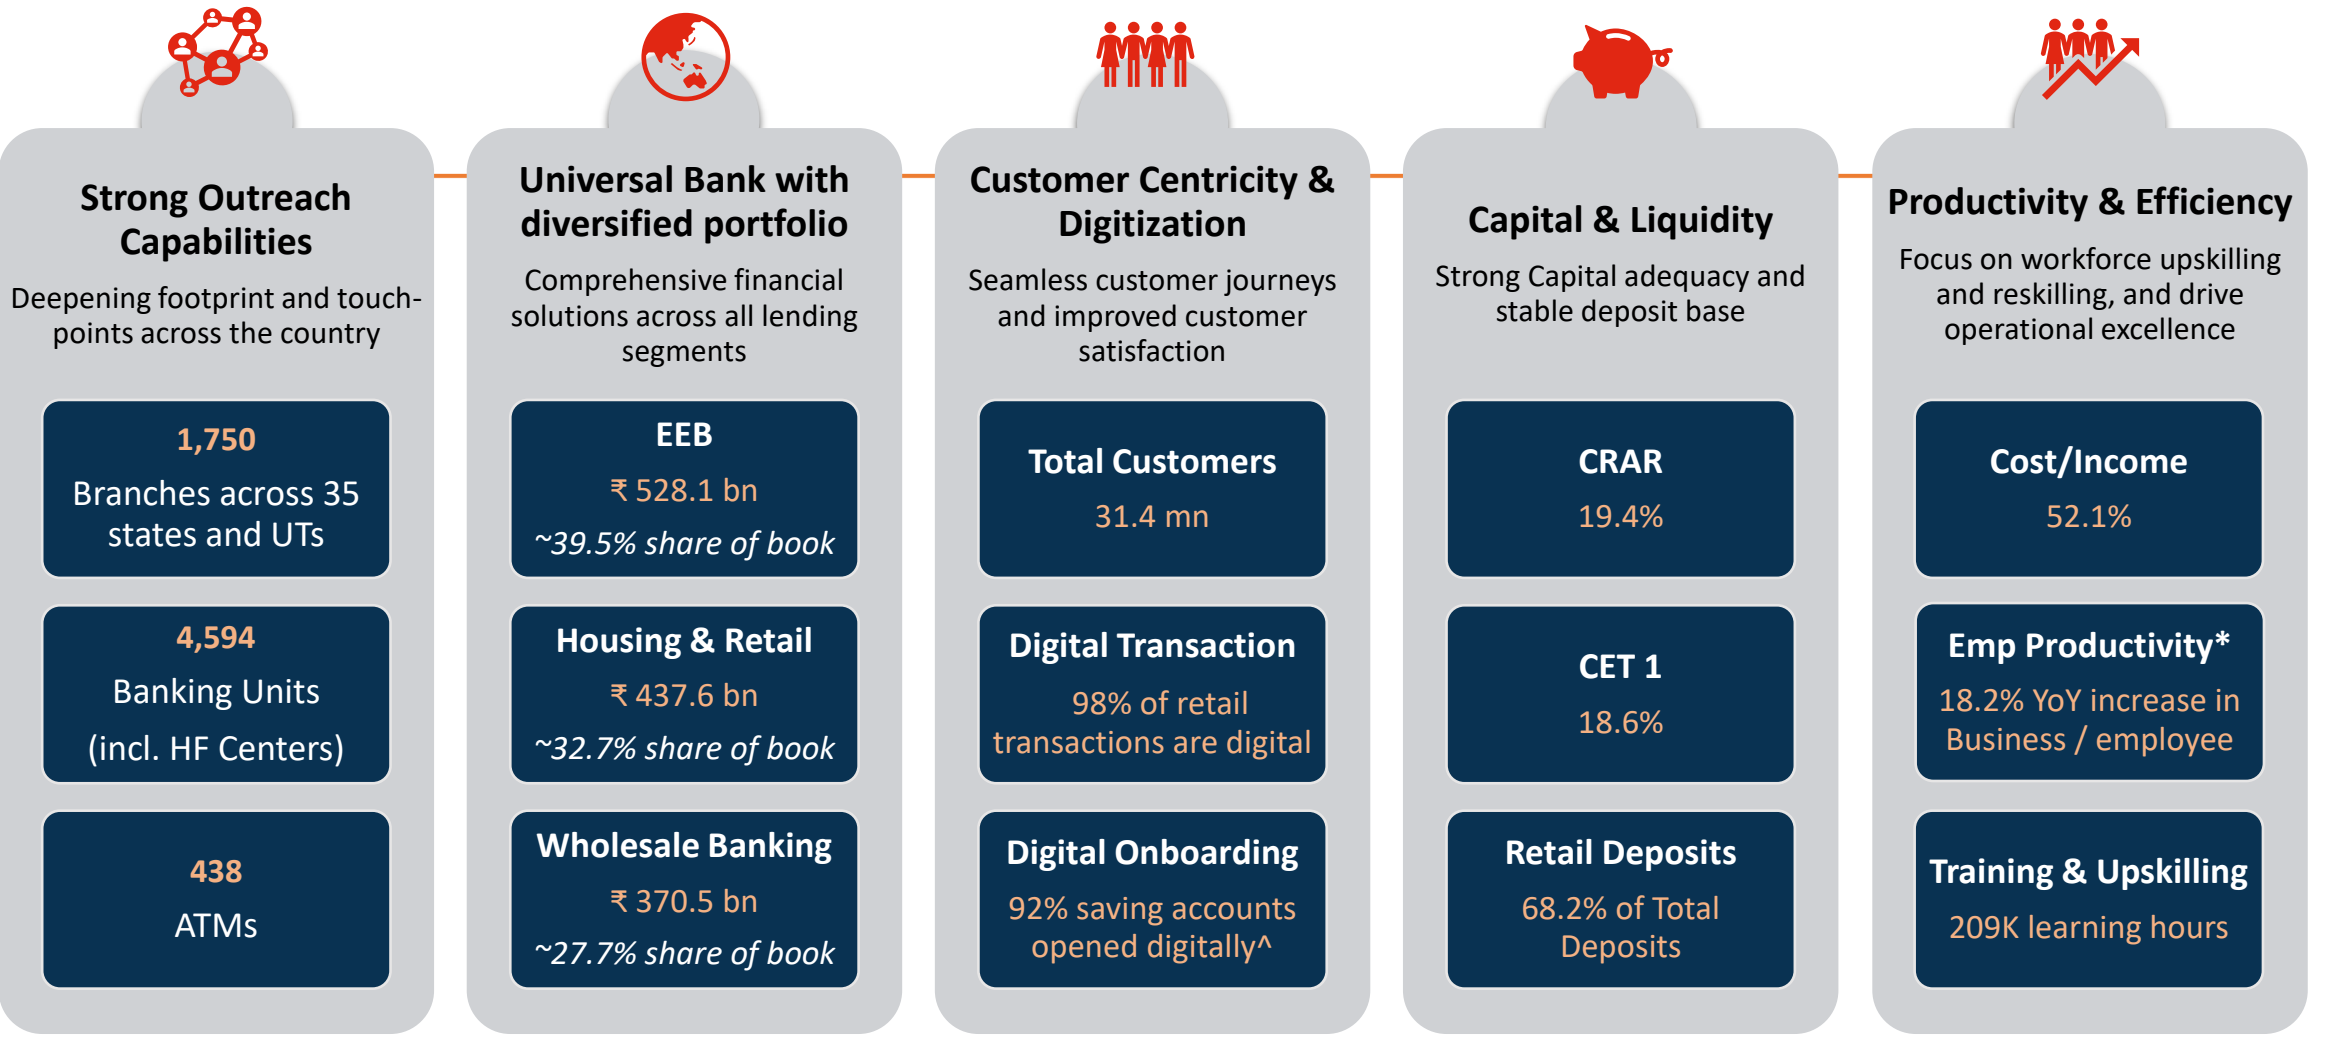 Strong Outreach
Capabilities
Deepening footprint and touch-
points across the country
1,750
Branches across 35
states and UTs
4,594
Banking Units
(incl. HF Centers)
438
ATMs
Universal Bank with
diversified portfolio
Comprehensive financial
solutions across all lending
segments
EEB
₹ 528.1 bn
~39.5% share of book
Housing & Retail
₹ 437.6 bn
~32.7% share of book
Wholesale Banking
₹ 370.5 bn
~27.7% share of book
Customer Centricity &
Digitization
Seamless customer journeys
and improved customer
satisfaction
Total Customers
31.4 mn
Digital Transaction
98% of retail
transactions are digital
Digital Onboarding
92% saving accounts
opened digitally^
Capital & Liquidity
Strong Capital adequacy and
stable deposit base
CRAR
19.4%
CET 1
18.6%
Retail Deposits
68.2% of Total
Deposits
Productivity & Efficiency
Focus on workforce upskilling
and reskilling, and drive
operational excellence
Cost/Income
52.1%
Emp Productivity*
18.2% YoY increase in
Business / employee
Training & Upskilling
209K learning hours